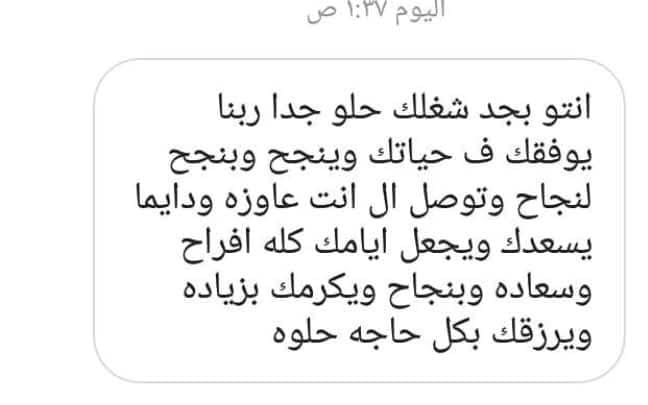 اليوم ١:٣٧ ص
انتو بجد شغلك حلو جدا ربنا
يوفقك ف حياتك وينجح وبنجح
لنجاح وتوصل ال انت عاوزه ودايما
يسعدك ويجعل ايامك كله افراح
وسعاده وبنجاح ويكرمك بزياده
ويرزقك بكل حاجه حلوه